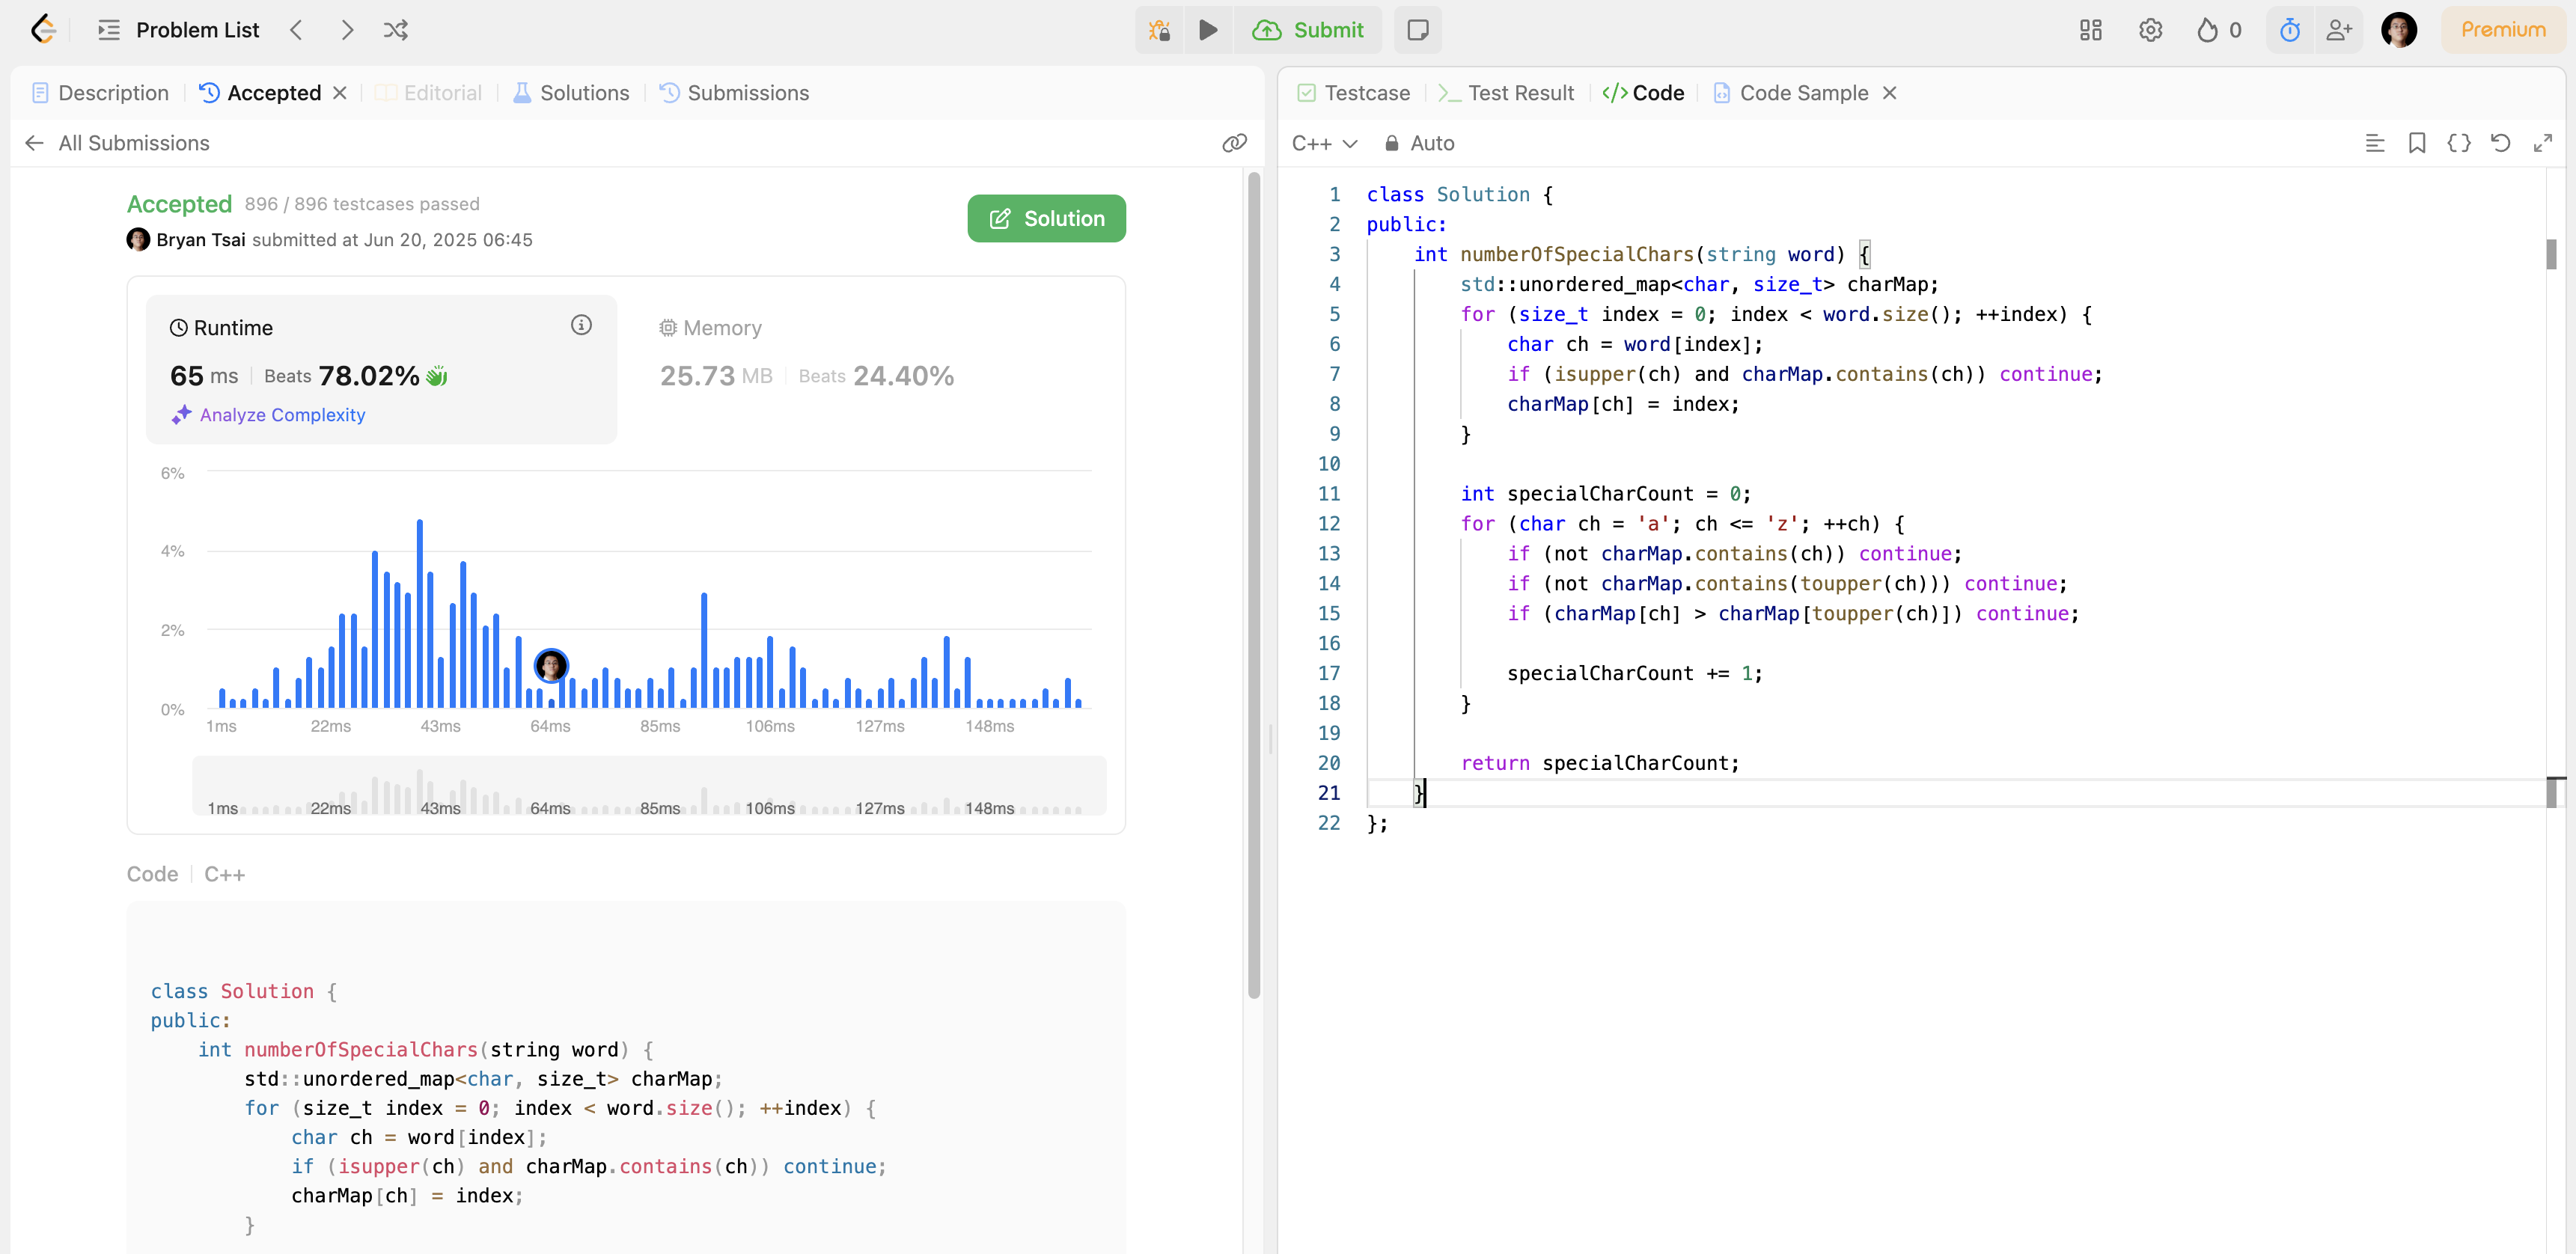 Problem List
Submit
0
Premium
Description
Accepted
Editorial
Solutions
Submissions
All Submissions
Accepted 896 / 896 testcases passed
Bryan Tsai submitted at Jun 20, 2025 06:45
Solution
Runtime
65 ms Beats 78.02%
Analyze Complexity
Memory
25.73 MB Beats 24.40%
6%
4%
2%
0%
1ms 22ms 43ms 64ms 85ms 106ms 127ms 148ms
1ms 22ms 43ms 64ms 85ms 106ms 127ms 148ms
Code C++
class Solution {
public:
    int numberOfSpecialChars(string word) {
        std::unordered_map<char, size_t> charMap;
        for (size_t index = 0; index < word.size(); ++index) {
            char ch = word[index];
            if (isupper(ch) and charMap.contains(ch)) continue;
            charMap[ch] = index;
        }
Testcase
Test Result
</> Code
Code Sample
C++ Auto
1 class Solution {
2 public:
3     int numberOfSpecialChars(string word) {
4         std::unordered_map<char, size_t> charMap;
5         for (size_t index = 0; index < word.size(); ++index) {
6             char ch = word[index];
7             if (isupper(ch) and charMap.contains(ch)) continue;
8             charMap[ch] = index;
9         }
10
11         int specialCharCount = 0;
12         for (char ch = 'a'; ch <= 'z'; ++ch) {
13             if (not charMap.contains(ch)) continue;
14             if (not charMap.contains(toupper(ch))) continue;
15             if (charMap[ch] > charMap[toupper(ch)]) continue;
16
17             specialCharCount += 1;
18         }
19
20         return specialCharCount;
21     }
22 };